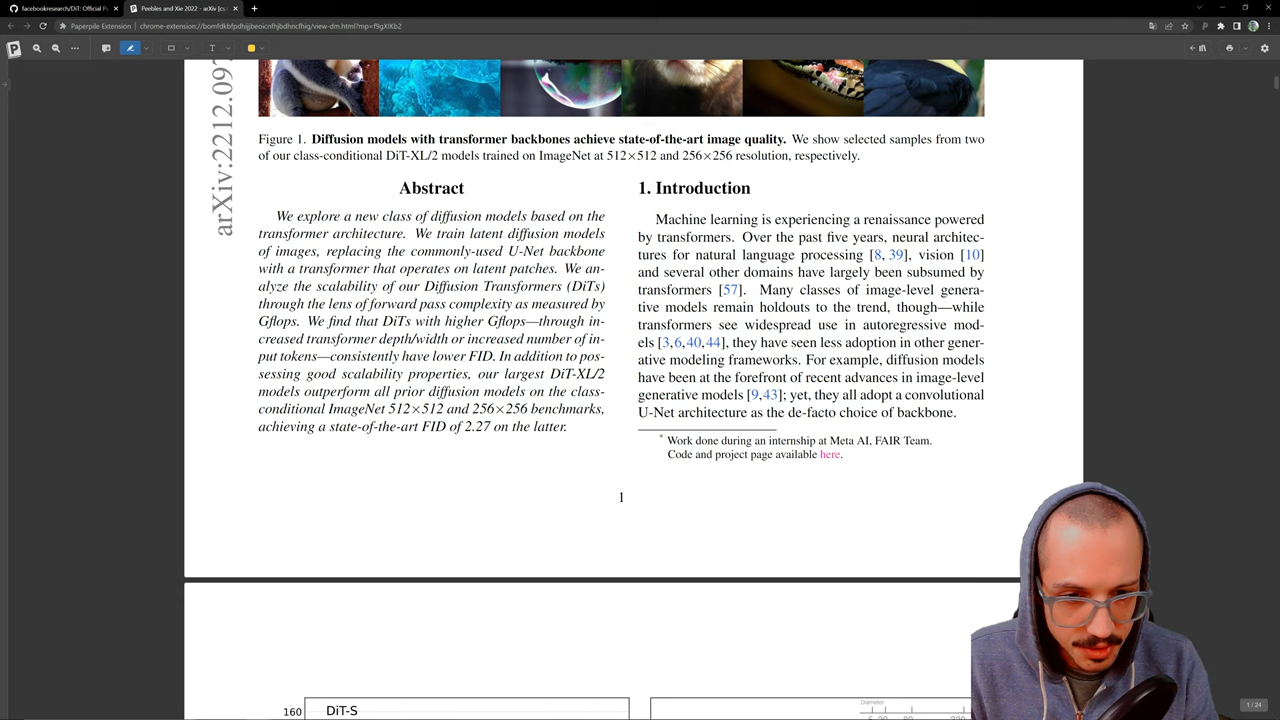 facebookresearch/DiT: Official P
Peebles and Xie 2022 - arXiv [cs
Paperpile Extension
chrome-extension://bomfdkbfpdhijjbeoicnfhjbdhncfhig/view-dm.html?mp=f9gXlKb2
arXiv:2212.097
Figure 1. Diffusion models with transformer backbones achieve state-of-the-art image quality. We show selected samples from two
of our class-conditional DiT-XL/2 models trained on ImageNet at 512×512 and 256×256 resolution, respectively.
Abstract
We explore a new class of diffusion models based on the
transformer architecture. We train latent diffusion models
of images, replacing the commonly-used U-Net backbone
with a transformer that operates on latent patches. We an-
alyze the scalability of our Diffusion Transformers (DiTs)
through the lens of forward pass complexity as measured by
Gflops. We find that DiTs with higher Gflops—through in-
creased transformer depth/width or increased number of in-
put tokens—consistently have lower FID. In addition to pos-
sessing good scalability properties, our largest DiT-XL/2
models outperform all prior diffusion models on the class-
conditional ImageNet 512×512 and 256×256 benchmarks,
achieving a state-of-the-art FID of 2.27 on the latter.
1. Introduction
Machine learning is experiencing a renaissance powered
by transformers. Over the past five years, neural architec-
tures for natural language processing [8, 39], vision [10]
and several other domains have largely been subsumed by
transformers [57]. Many classes of image-level genera-
tive models remain holdouts to the trend, though—while
transformers see widespread use in autoregressive mod-
els [3,6,40,44], they have seen less adoption in other gener-
ative modeling frameworks. For example, diffusion models
have been at the forefront of recent advances in image-level
generative models [9,43]; yet, they all adopt a convolutional
U-Net architecture as the de-facto choice of backbone.
* Work done during an internship at Meta AI, FAIR Team.
Code and project page available here.
1
160
DiT-S
Diameter
1 / 24